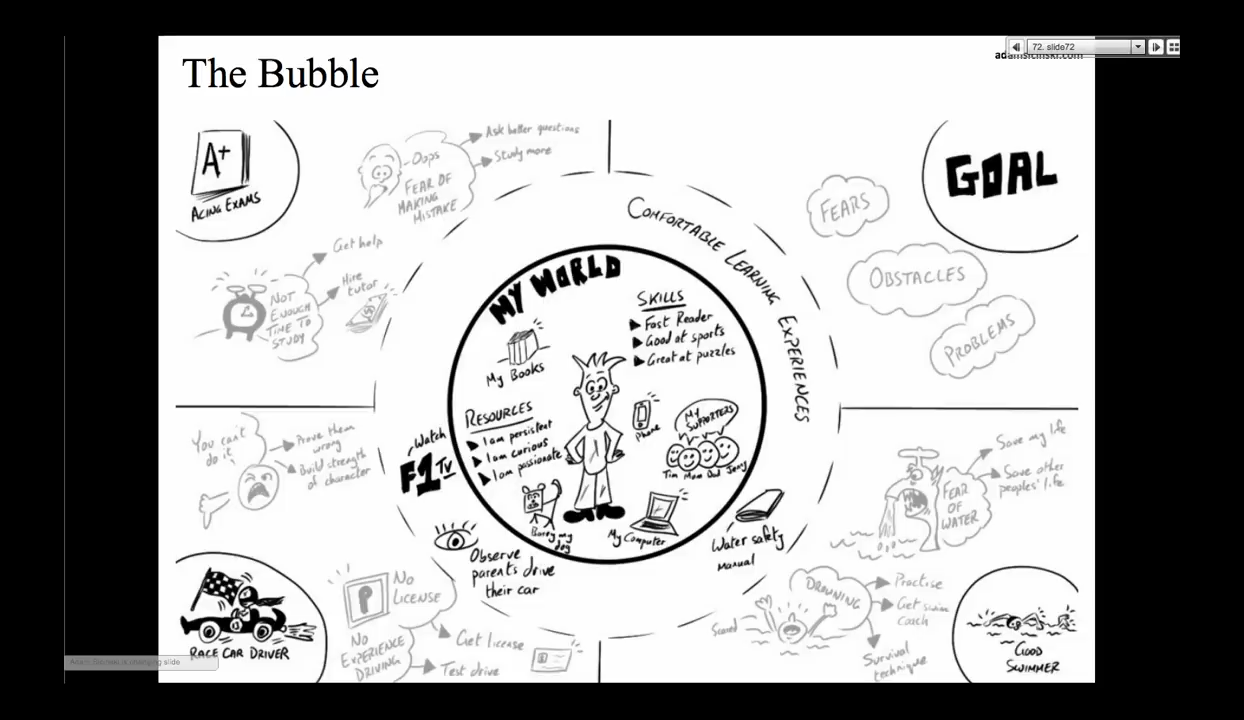 72. slide72
adamsicinski.com
The Bubble
A+
ACING EXAMS
Oops
FEAR OF
MAKING
MISTAKE
Ask better questions
Study more
GOAL
FEARS
OBSTACLES
PROBLEMS
Get help
Hire
tutor
NOT
ENOUGH
TIME TO
STUDY
COMFORTABLE LEARNING EXPERIENCES
MY WORLD
My Books
SKILLS
Fast Reader
Good at sports
Great at puzzles
RESOURCES
I am persistent
I am curious
I am passionate
Phone
MY
SUPPORTERS
Tim Mom Dad Jeny
My Computer
dog
Watch
F1 TV
Observe
parents drive
their car
Water safety
Manual
You can't
do it
Prove them
wrong
Build strength
of character
RACE CAR DRIVER
P
NO
LICENSE
NO
EXPERIENCE
DRIVING
Get license
Test drive
FEAR
OF
WATER
Save my life
Save other
peoples' life
DROWNING
Scared
Practise
Get swim
coach
Survival
technique
GOOD
SWIMMER